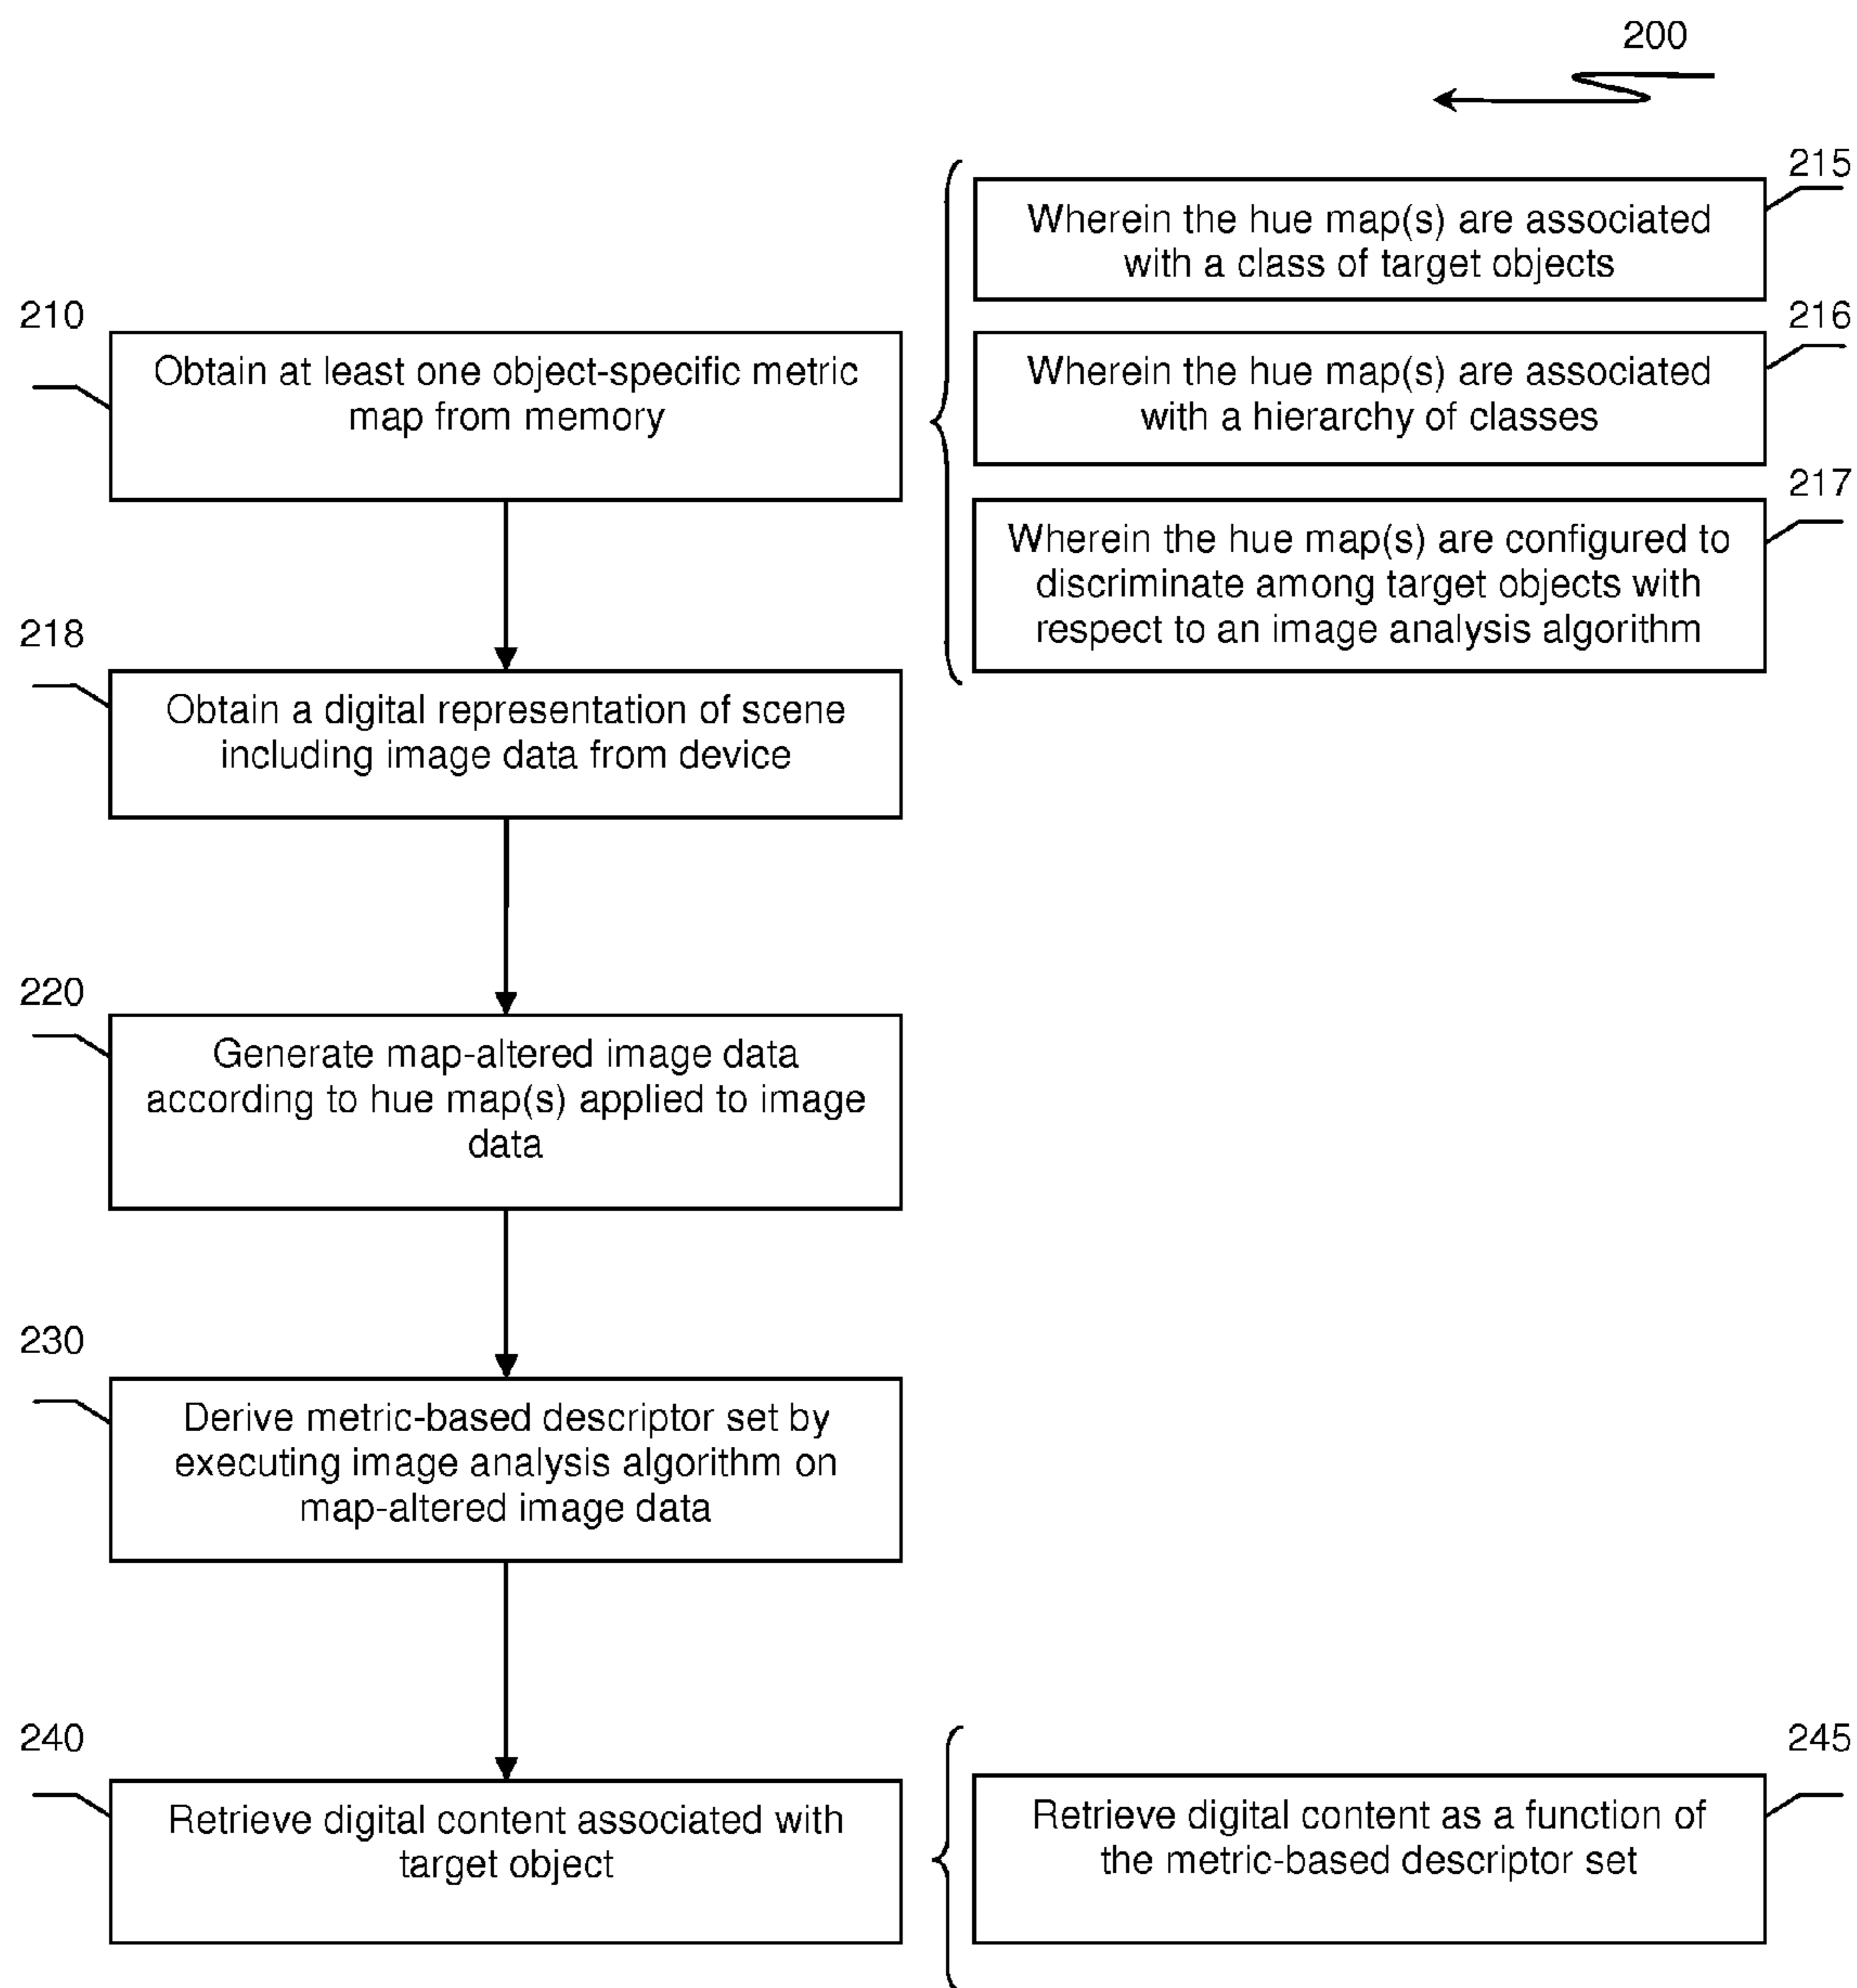 200
215
Wherein the hue map(s) are associated
with a class of target objects
210
Obtain at least one object-specific metric
map from memory
216
Wherein the hue map(s) are associated
with a hierarchy of classes
217
Wherein the hue map(s) are configured to
discriminate among target objects with
respect to an image analysis algorithm
218
Obtain a digital representation of scene
including image data from device
220
Generate map-altered image data
according to hue map(s) applied to image
data
230
Derive metric-based descriptor set by
executing image analysis algorithm on
map-altered image data
240
Retrieve digital content associated with
target object
245
Retrieve digital content as a function of
the metric-based descriptor set